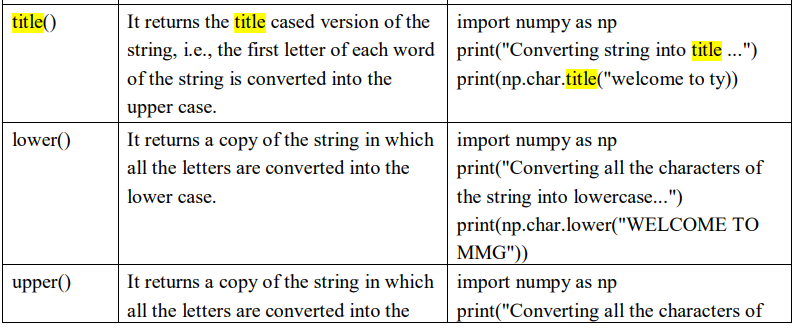 title()
It returns the title cased version of the
string, i.e., the first letter of each word
of the string is converted into the
upper case.
import numpy as np
print("Converting string into title ...")
print(np.char.title("welcome to ty))
lower()
It returns a copy of the string in which
all the letters are converted into the
lower case.
import numpy as np
print("Converting all the characters of
the string into lowercase...")
print(np.char.lower("WELCOME TO
MMG"))
upper()
It returns a copy of the string in which
all the letters are converted into the
import numpy as np
print("Converting all the characters of